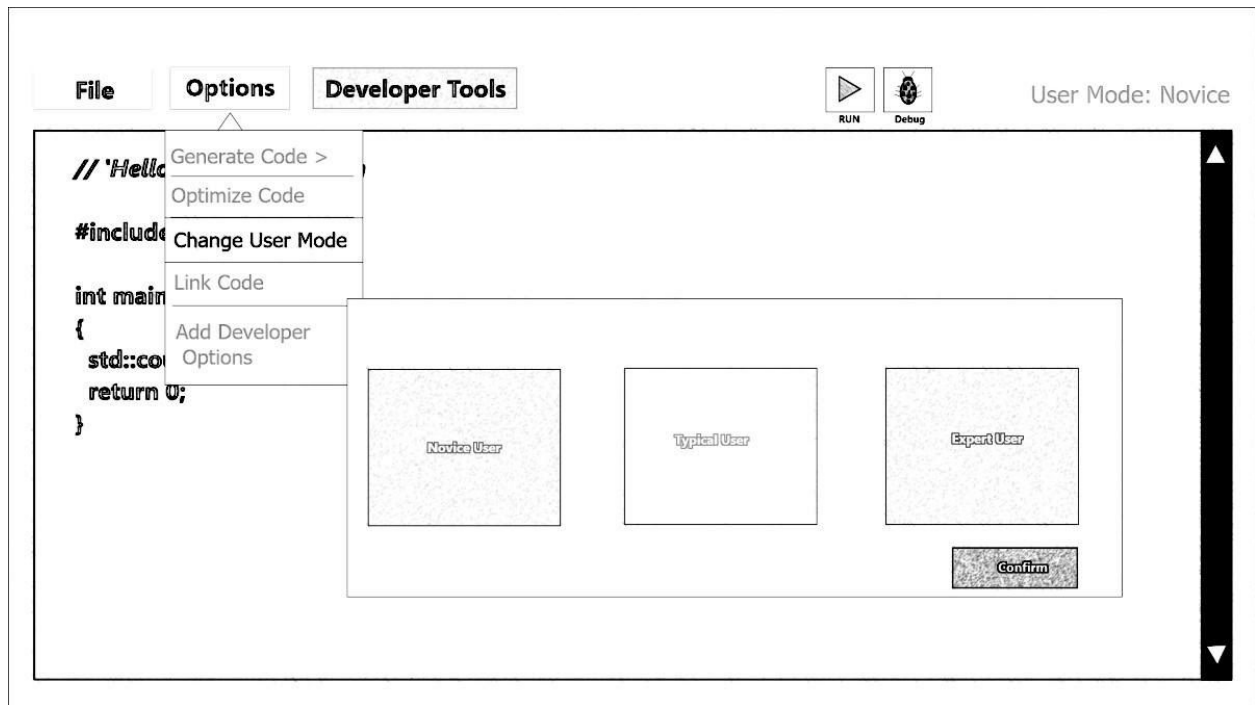 File
Options
Developer Tools
RUN
Debug
User Mode: Novice
// 'Hello
Generate Code >
Optimize Code
#include
Change User Mode
Link Code
int main
{
Add Developer
Options
std::cou
return 0;
}
Novice User
Typical User
Expert User
Confirm